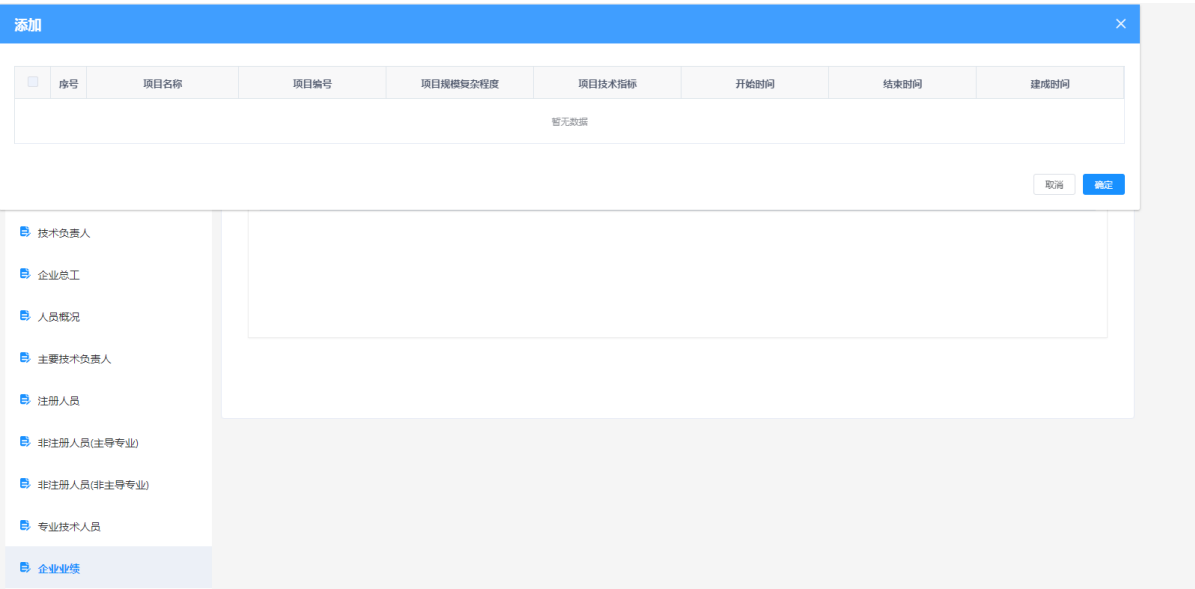 添加
序号 项目名称 项目编号 项目规模复杂程度 项目技术指标 开始时间 结束时间 建成时间
暂无数据
取消 确定
技术负责人
企业总工
人员概况
主要技术负责人
注册人员
非注册人员(主导专业)
非注册人员(非主导专业)
专业技术人员
企业业绩